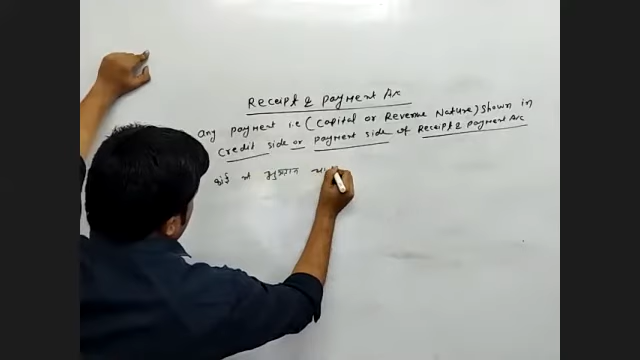 Receipt & Payment A/c
any payment i.e (Capital or Revenue Nature) shown in
credit side or payment side of Receipt & payment A/c
कोई भी भुगतान